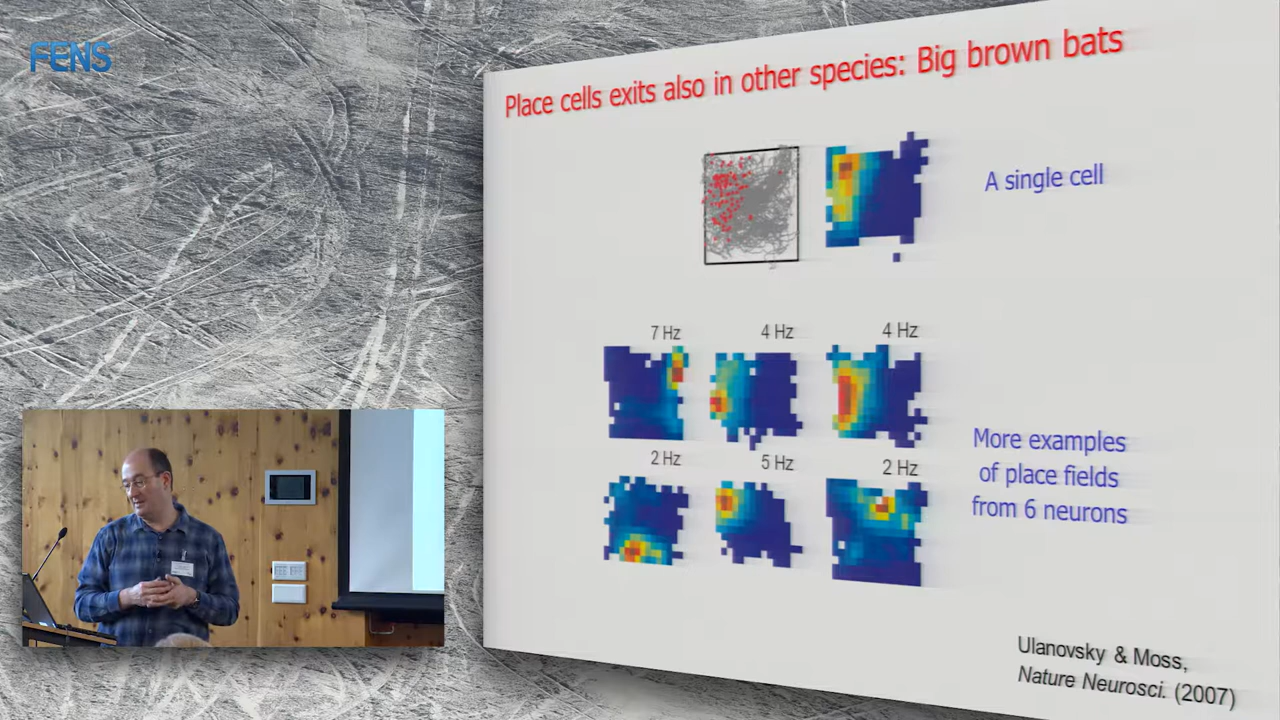 FENS
Place cells exits also in other species: Big brown bats
A single cell
7 Hz
4 Hz
4 Hz
2 Hz
5 Hz
2 Hz
More examples
of place fields
from 6 neurons
Ulanovsky & Moss,
Nature Neurosci. (2007)